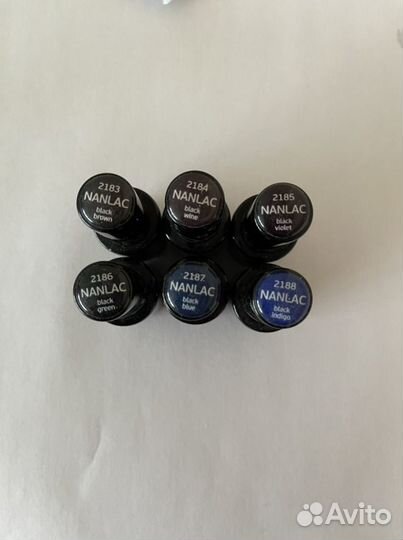 2183
NANLAC
black
brown
2184
NANLAC
black
wine
2185
NANLAC
black
violet
2186
NANLAC
black
green
2187
NANLAC
black
blue
2188
NANLAC
black
indigo
Avito